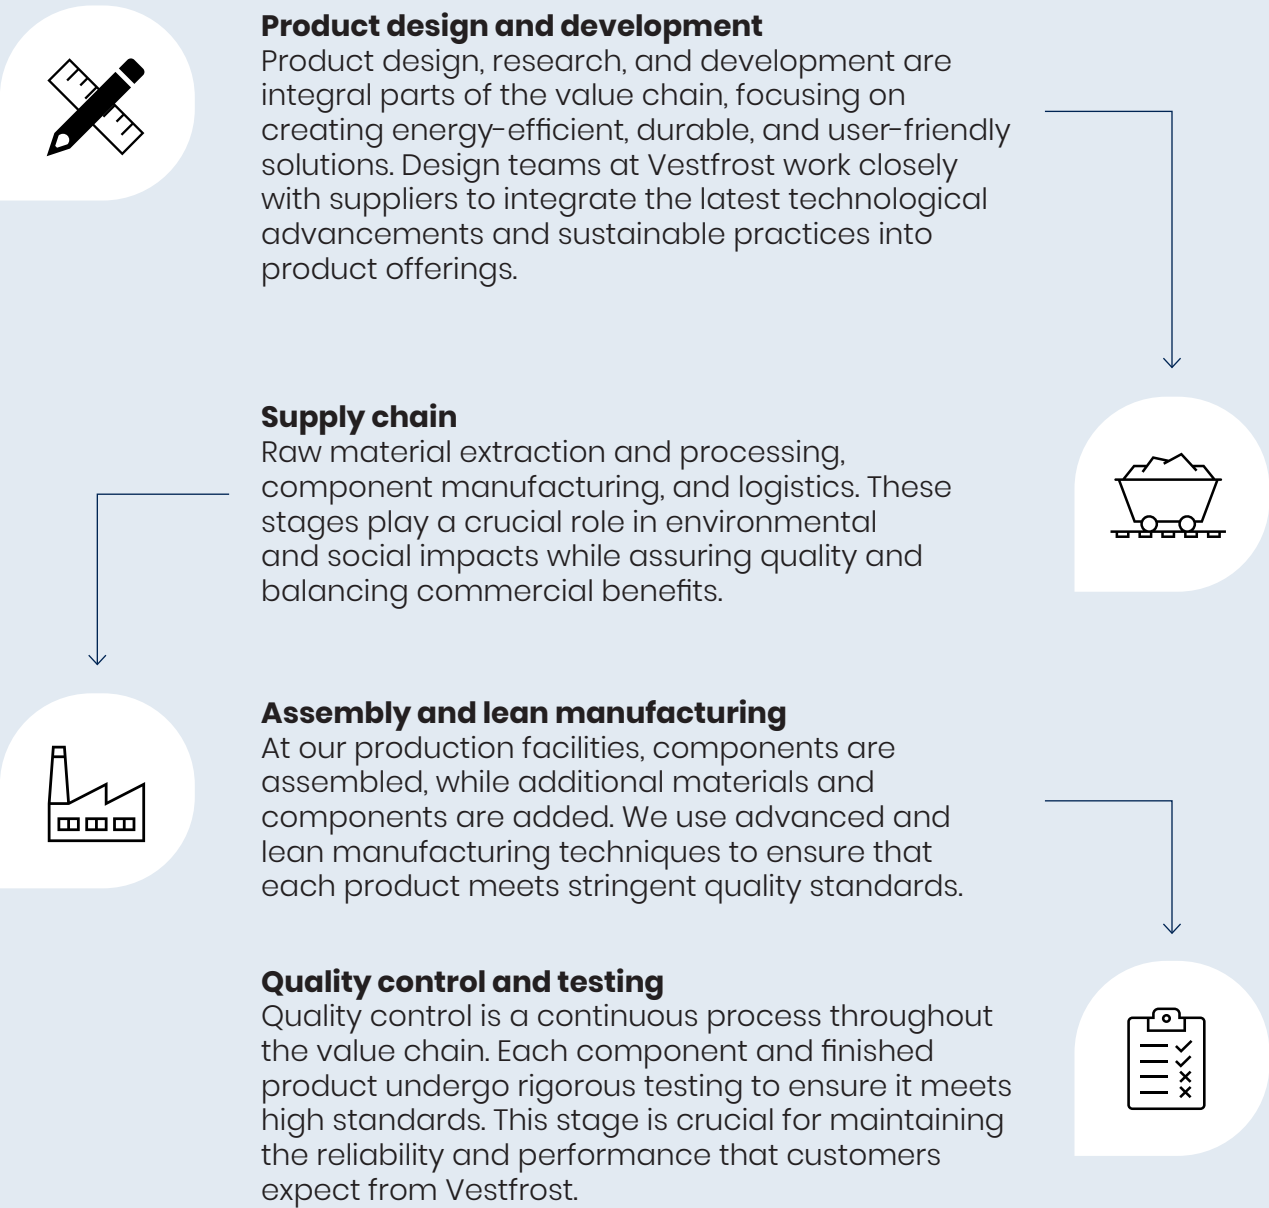 Product design and development
Product design, research, and development are
integral parts of the value chain, focusing on
creating energy-efficient, durable, and user-friendly
solutions. Design teams at Vestfrost work closely
with suppliers to integrate the latest technological
advancements and sustainable practices into
product offerings.
Supply chain
Raw material extraction and processing,
component manufacturing, and logistics. These
stages play a crucial role in environmental
and social impacts while assuring quality and
balancing commercial benefits.
Assembly and lean manufacturing
At our production facilities, components are
assembled, while additional materials and
components are added. We use advanced and
lean manufacturing techniques to ensure that
each product meets stringent quality standards.
Quality control and testing
Quality control is a continuous process throughout
the value chain. Each component and finished
product undergo rigorous testing to ensure it meets
high standards. This stage is crucial for maintaining
the reliability and performance that customers
expect from Vestfrost.